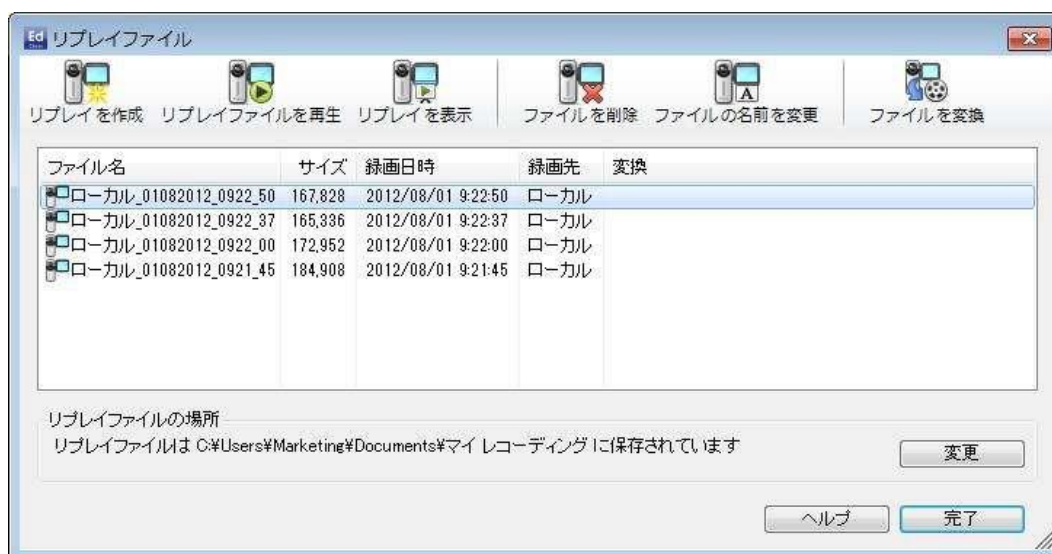 リプレイファイル
リプレイを作成 リプレイファイルを再生 リプレイを表示 ファイルを削除 ファイルの名前を変更 ファイルを変換
ファイル名 サイズ 録画日時 録画先 変換
ローカル_01082012_0922_50 167,828 2012/08/01 9:22:50 ローカル
ローカル_01082012_0922_37 165,336 2012/08/01 9:22:37 ローカル
ローカル_01082012_0922_00 172,952 2012/08/01 9:22:00 ローカル
ローカル_01082012_0921_45 184,908 2012/08/01 9:21:45 ローカル
リプレイファイルの場所
リプレイファイルは C:¥Users¥Marketing¥Documents¥マイ レコーディング に保存されています
変更
ヘルプ 完了